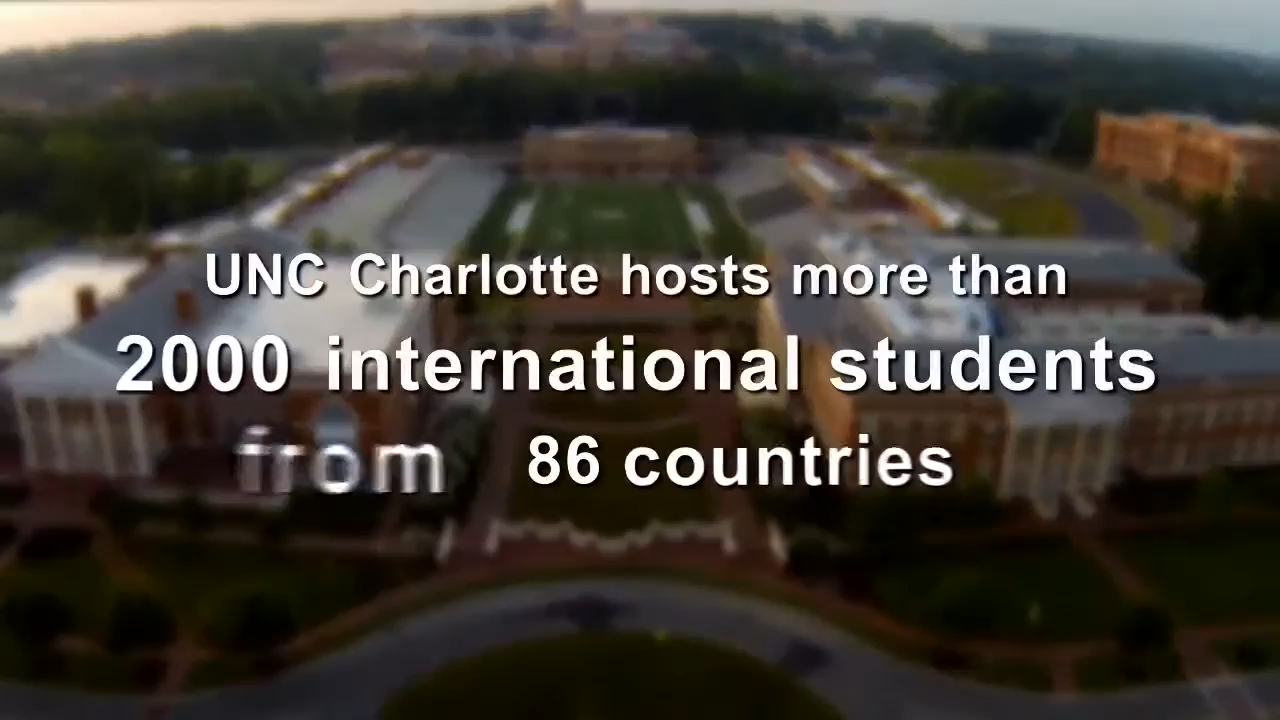 UNC Charlotte hosts more than
2000 international students
from 86 countries